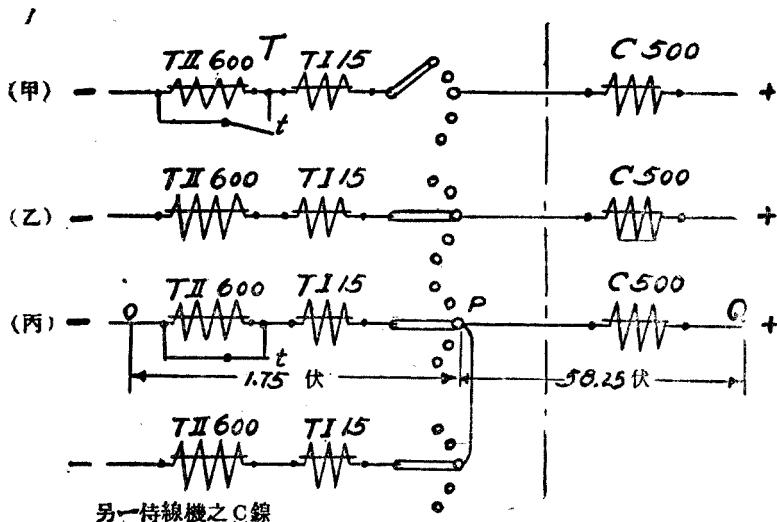 1
TII 600 T TI 15 C 500
(甲) − t +
TII 600 TI 15 C 500
(乙) − +
TII 600 TI 15 P C 500 Q
(丙) − O t +
1.75 伏 58.25 伏
TII 600 TI 15
−
另一侍線機之C線